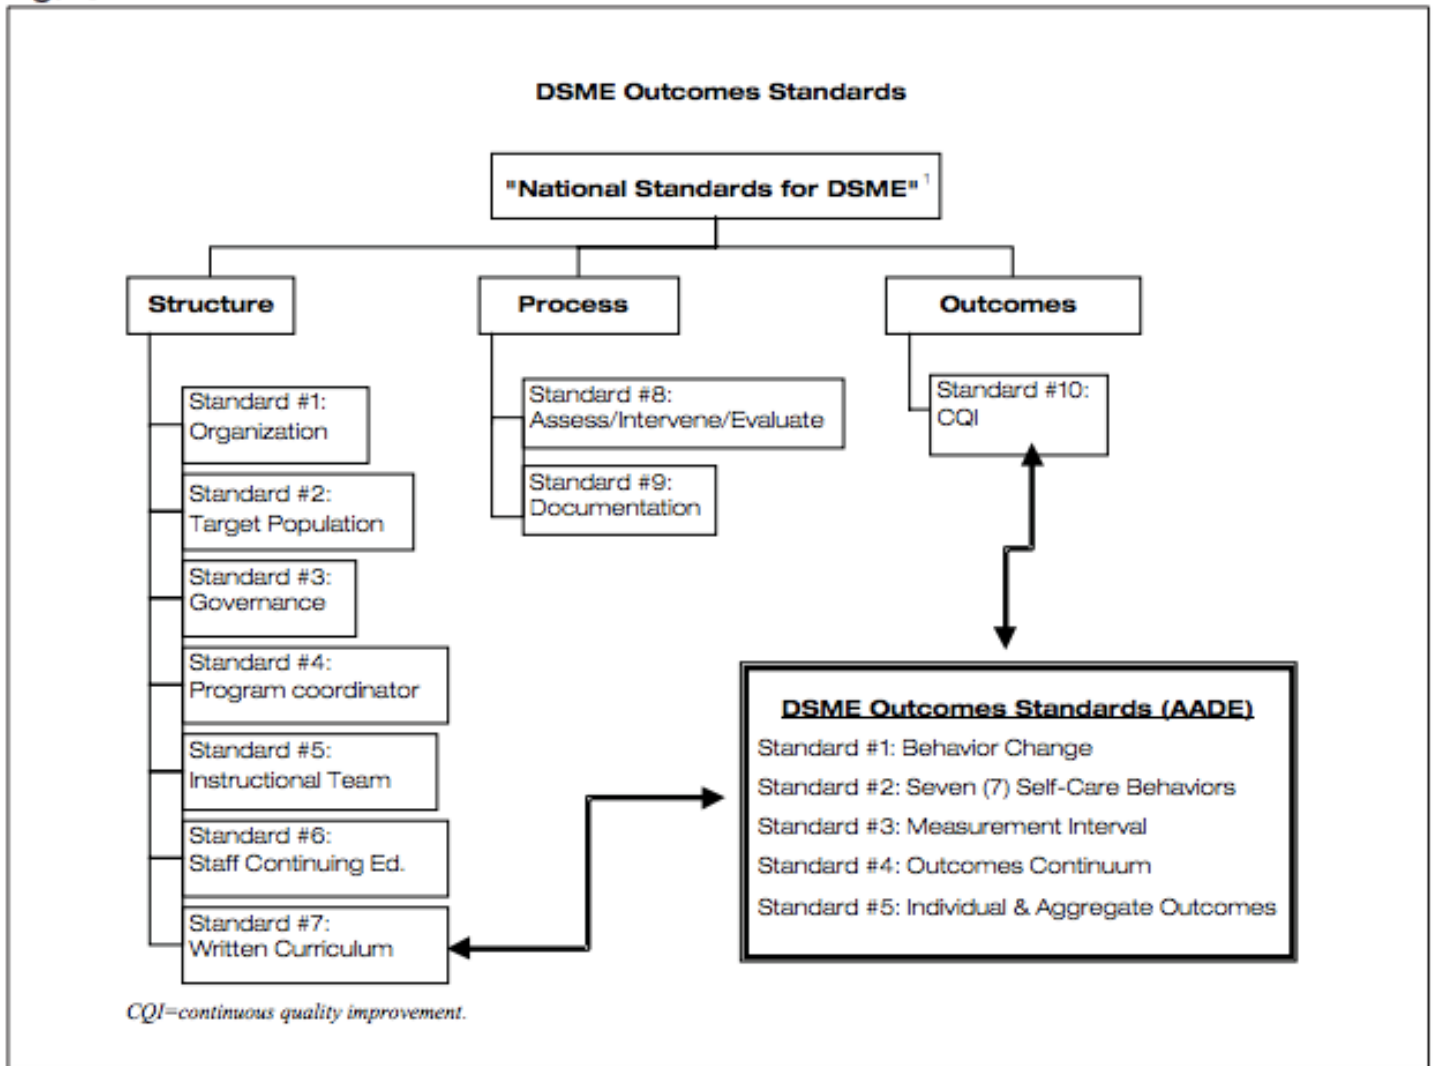 DSME Outcomes Standards
"National Standards for DSME" 1
Structure
Process
Outcomes
Standard #1:
Organization
Standard #2:
Target Population
Standard #3:
Governance
Standard #4:
Program coordinator
Standard #5:
Instructional Team
Standard #6:
Staff Continuing Ed.
Standard #7:
Written Curriculum
Standard #8:
Assess/Intervene/Evaluate
Standard #9:
Documentation
Standard #10:
CQI
DSME Outcomes Standards (AADE)
Standard #1: Behavior Change
Standard #2: Seven (7) Self-Care Behaviors
Standard #3: Measurement Interval
Standard #4: Outcomes Continuum
Standard #5: Individual & Aggregate Outcomes
CQI=continuous quality improvement.